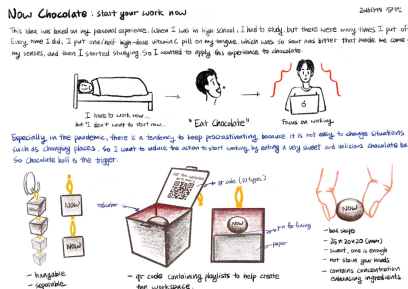 Now Chocolate : start your work now
This idea was based on my personal experience. When I was in high school, I had to study. but there were many times I put of
Every time I did, I put one/half high-dose vitamin C pill on my tongue, which was so sour and bitter that made me come
my senses, and then I started studying. So I wanted to apply this experience to chocolate.
I have to work now...
but I don't want to start now...
"Eat Chocolate"
Focus on working.
Especially in the pandemic, there is a tendency to keep procrastinating, because it is not easy to change situations
such as changing places. So I want to induce the action to start working, by eating a very sweet and delicious chocolate ba
So chocolate ball is the trigger.
qr code (10 types)
NOW
NOW
NOW
NOW
NOW
NOW
NOW
pin for fixing
paper
- hangable
- separable
- qr code containing playlists to help create
the workspace.
- ball shapes
- 25 * 20 * 20 (mm)
- sweet, one is enough
- not stain your hands
- contains concentration
enhancing ingredients.